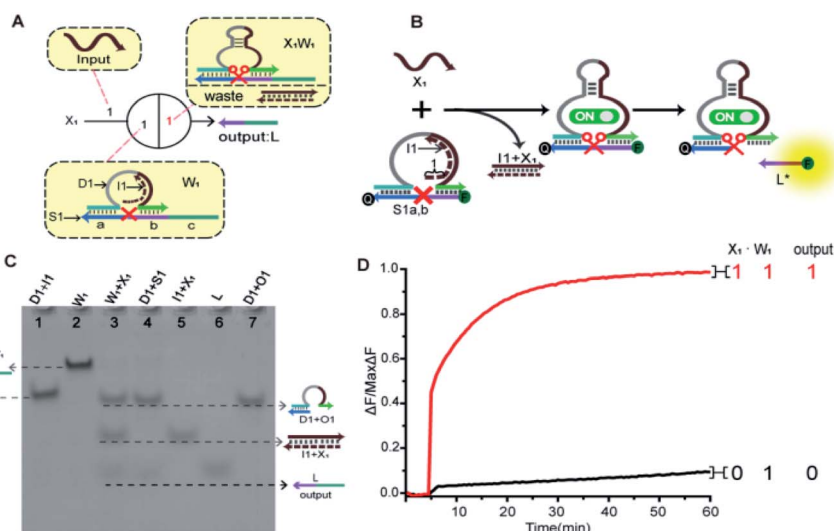 A
Input
X₁
1
1
1
X₁W₁
waste
output:L
D1
I1
W₁
S1
a
b
c
B
X₁
I1
1
Q
F
S1a,b
I1+X₁
ON
Q
F
ON
Q
F
L*
C
D1+I1
W₁
W₁+X₁
D1+S1
I1+X₁
L
D1+O1
1 2 3 4 5 6 7
D1+O1
I1+X₁
L
output
D
X₁ · W₁ output
1 1 1
0 1 0
ΔF/MaxΔF
1.0
0.8
0.6
0.4
0.2
0.0
10 20 30 40 50 60
Time(min)